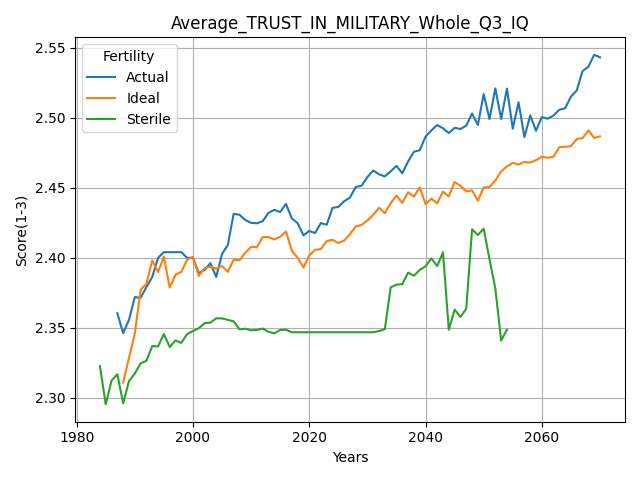 Average_TRUST_IN_MILITARY_Whole_Q3_IQ
Fertility
Actual
Ideal
Sterile
Score(1-3)
2.55
2.50
2.45
2.40
2.35
2.30
1980
2000
2020
2040
2060
Years